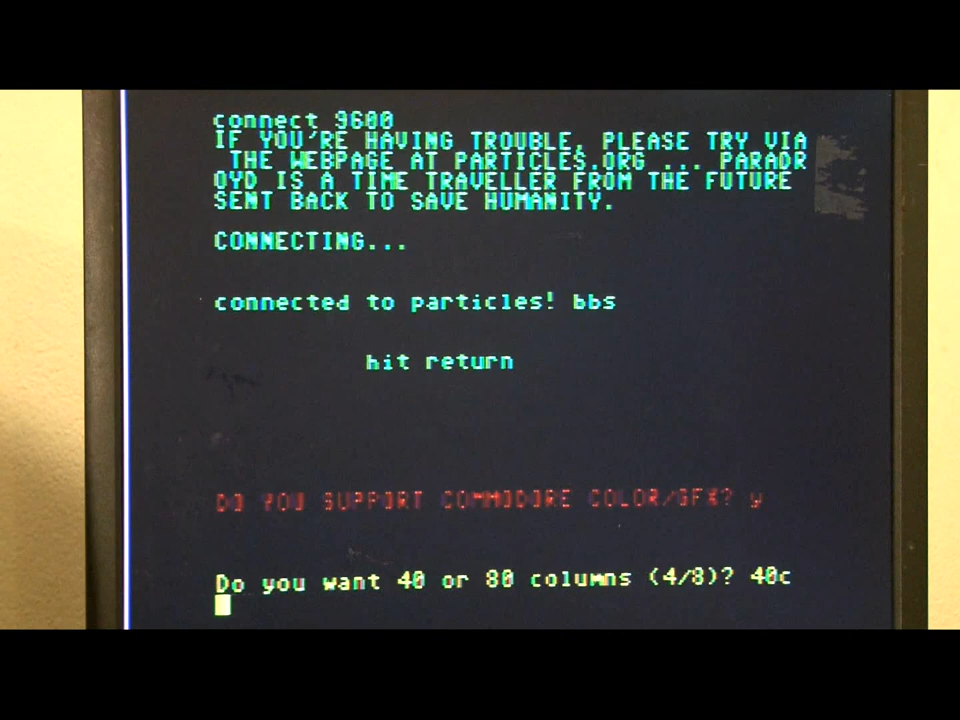 connect 9600
IF YOU'RE HAVING TROUBLE, PLEASE TRY VIA
THE WEBPAGE AT PARTICLES.ORG ... PARADR
OYD IS A TIME TRAVELLER FROM THE FUTURE
SENT BACK TO SAVE HUMANITY.
CONNECTING...
connected to particles! bbs
hit return
DO YOU SUPPORT COMMODORE COLOR/GFX? y
Do you want 40 or 80 columns (4/8)? 40c